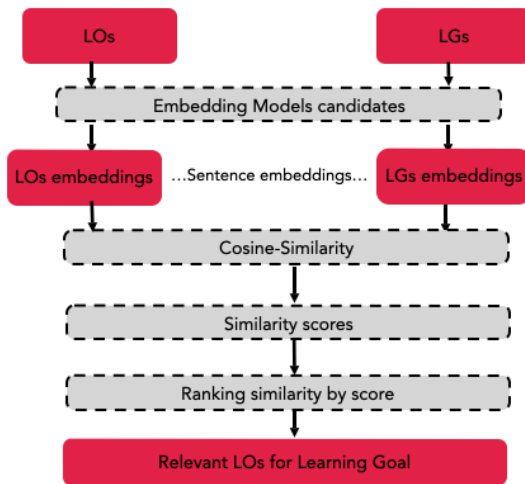 LOs
LGs
Embedding Models candidates
LOs embeddings
...Sentence embeddings...
LGs embeddings
Cosine-Similarity
Similarity scores
Ranking similarity by score
Relevant LOs for Learning Goal